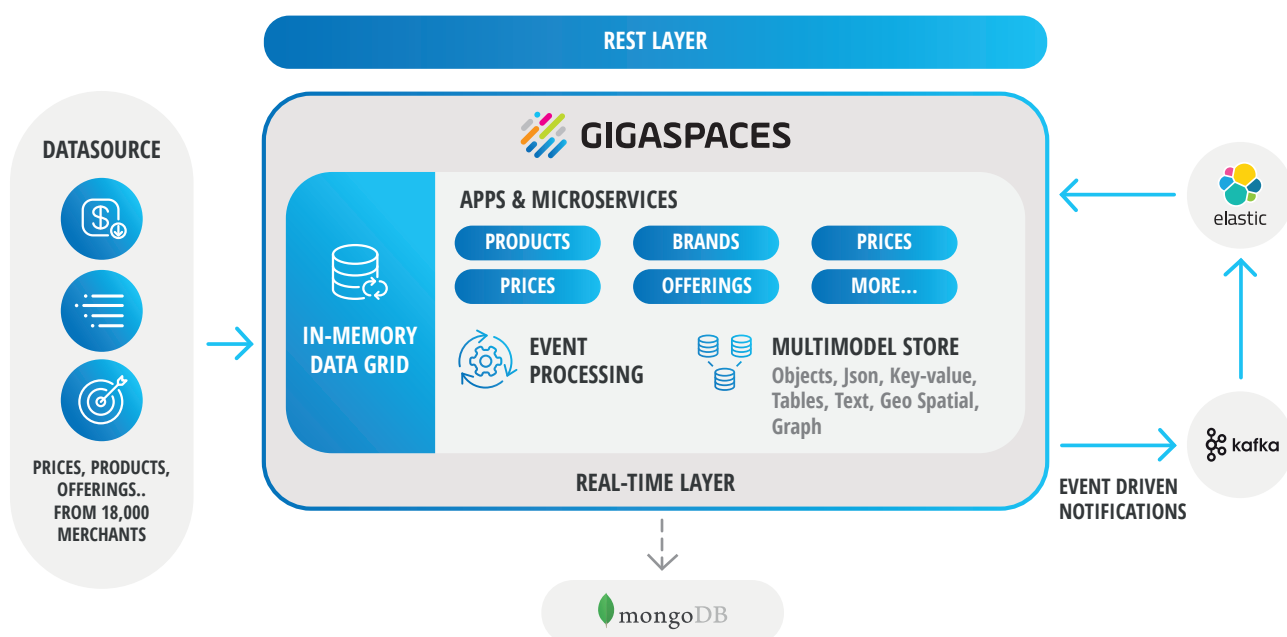 REST LAYER
DATASOURCE
PRICES, PRODUCTS,
OFFERINGS..
FROM 18,000
MERCHANTS
GIGASPACES
IN-MEMORY
DATA GRID
APPS & MICROSERVICES
PRODUCTS
BRANDS
PRICES
PRICES
OFFERINGS
MORE...
EVENT
PROCESSING
MULTIMODEL STORE
Objects, Json, Key-value,
Tables, Text, Geo Spatial,
Graph
REAL-TIME LAYER
elastic
kafka
EVENT DRIVEN
NOTIFICATIONS
mongoDB